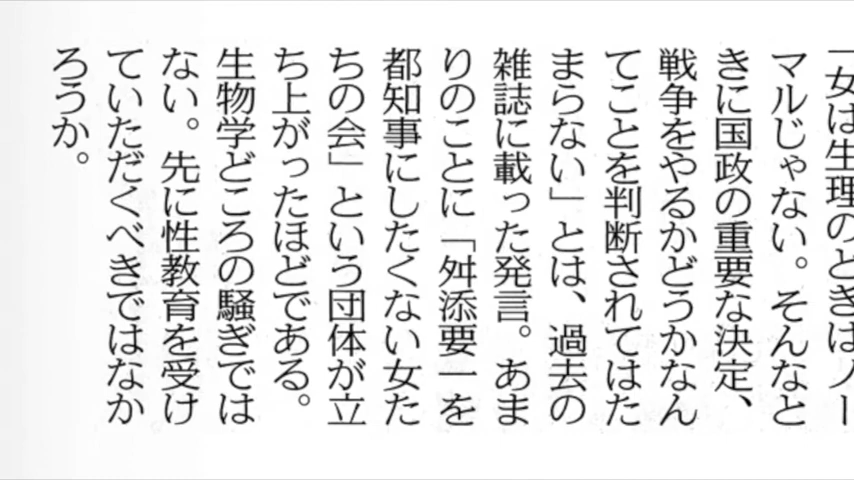 「女は生理のときはノー
マルじゃない。そんなと
きに国政の重要な決定、
戦争をやるかどうかなん
てことを判断されてはた
まらない」とは、過去の
雑誌に載った発言。あま
りのことに「舛添要一を
都知事にしたくない女た
ちの会」という団体が立
ち上がったほどである。
生物学どころの騒ぎでは
ない。先に性教育を受け
ていただくべきではなか
ろうか。